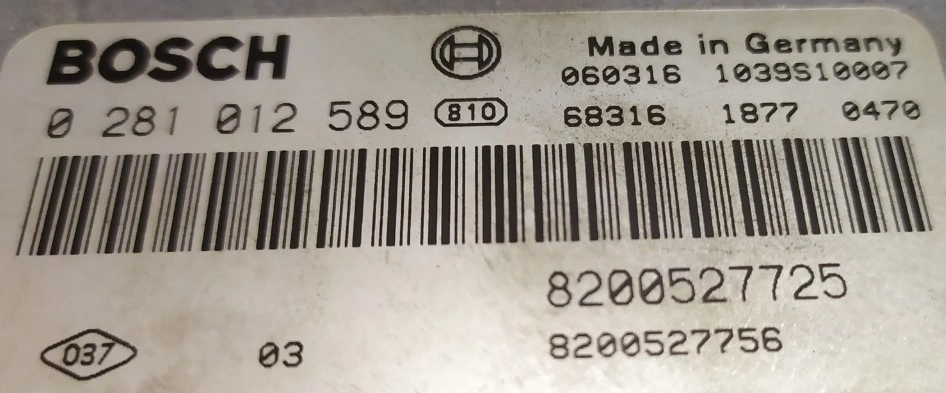 BOSCH Made in Germany
060316 1039S10007
0 281 012 589 810 68316 1877 0470
8200527725
037 03 8200527756